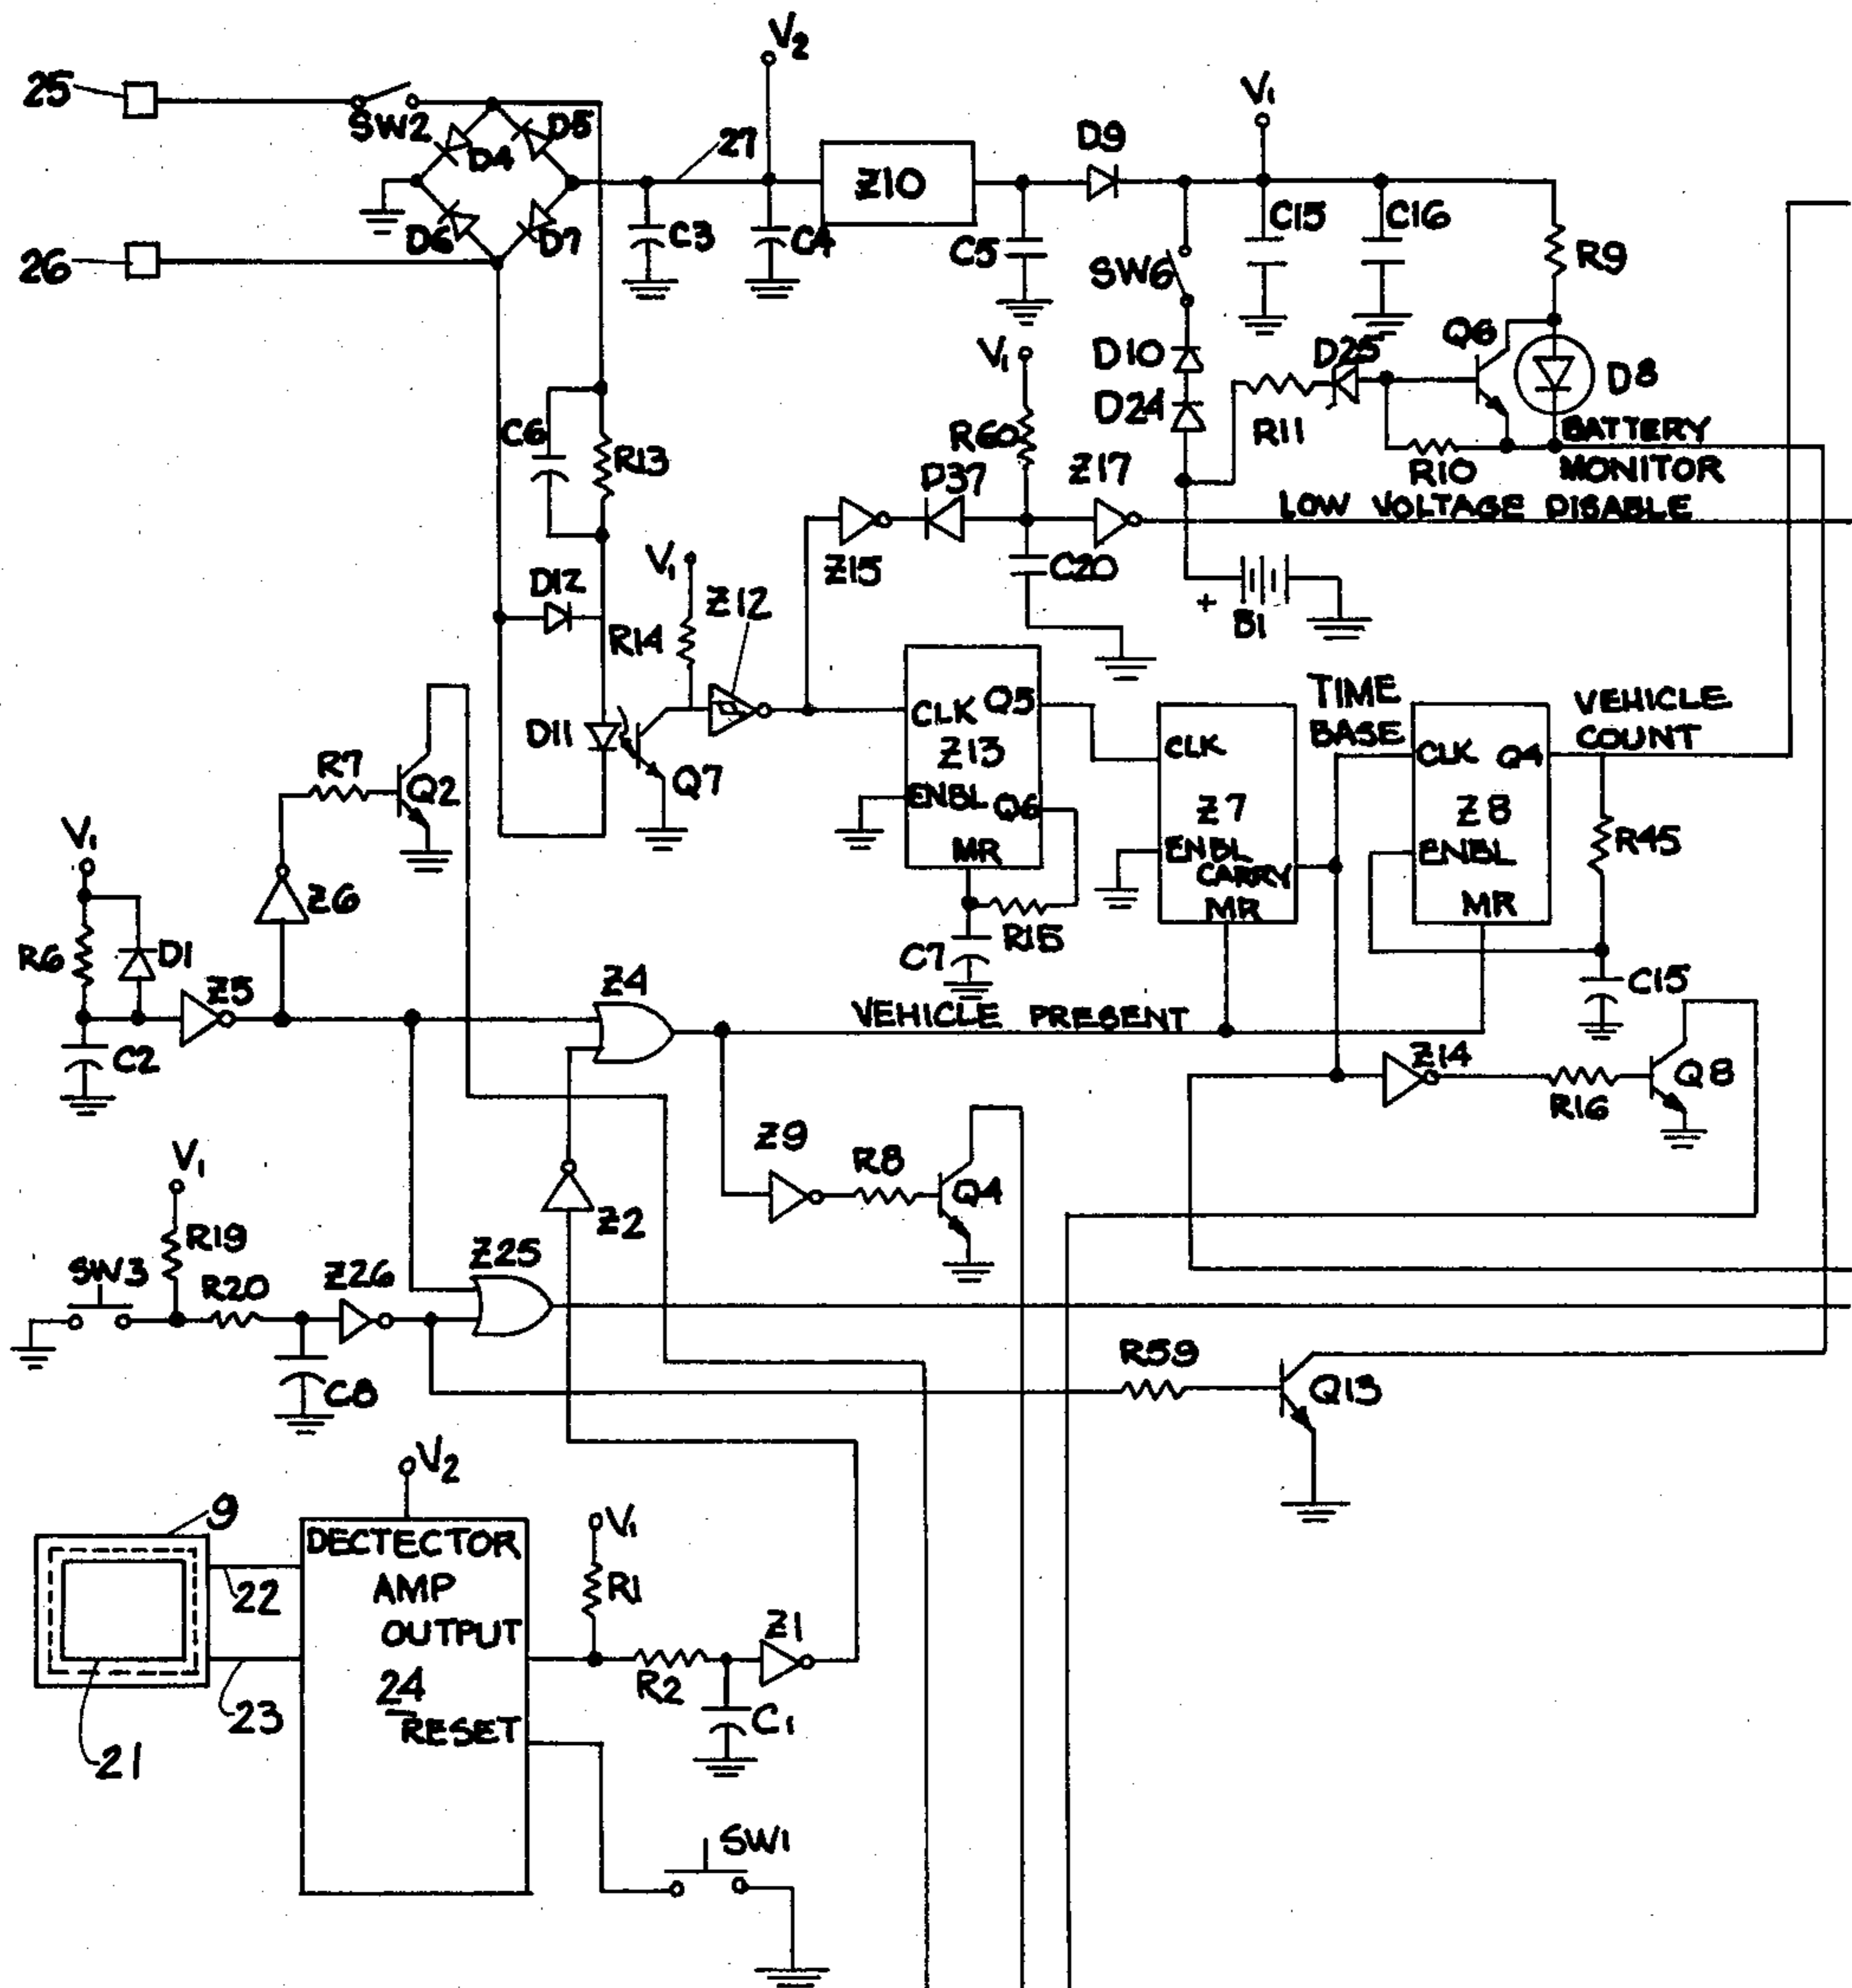 V2
25
SW2
D5
D4
27
V1
D9
Z10
26
D6
D7
C3
C4
C5
SW6
C15
C16
R9
V1
D10
D25
Q6
D8
C6
R13
R60
D24
R11
BATTERY
R10
MONITOR
D37
Z17
LOW VOLTAGE DISABLE
V1
Z15
C20
D12
Z12
+
B1
R14
CLK Q5
TIME
BASE
VEHICLE
COUNT
D11
Q7
Z13
CLK
CLK Q4
R7
Q2
ENBL Q6
Z7
Z8
R45
V1
MR
ENBL
CARRY
MR
ENBL
MR
Z6
R6
D1
Z5
Z4
C7
R15
C15
VEHICLE PRESENT
C2
Z14
Q8
R16
V1
Z9
R8
Q4
R19
Z2
SW3
R20
Z26
Z25
C8
R59
Q13
V2
9
V1
DECTECTOR
AMP
OUTPUT
22
R1
Z1
24
R2
23
RESET
C1
21
SW1